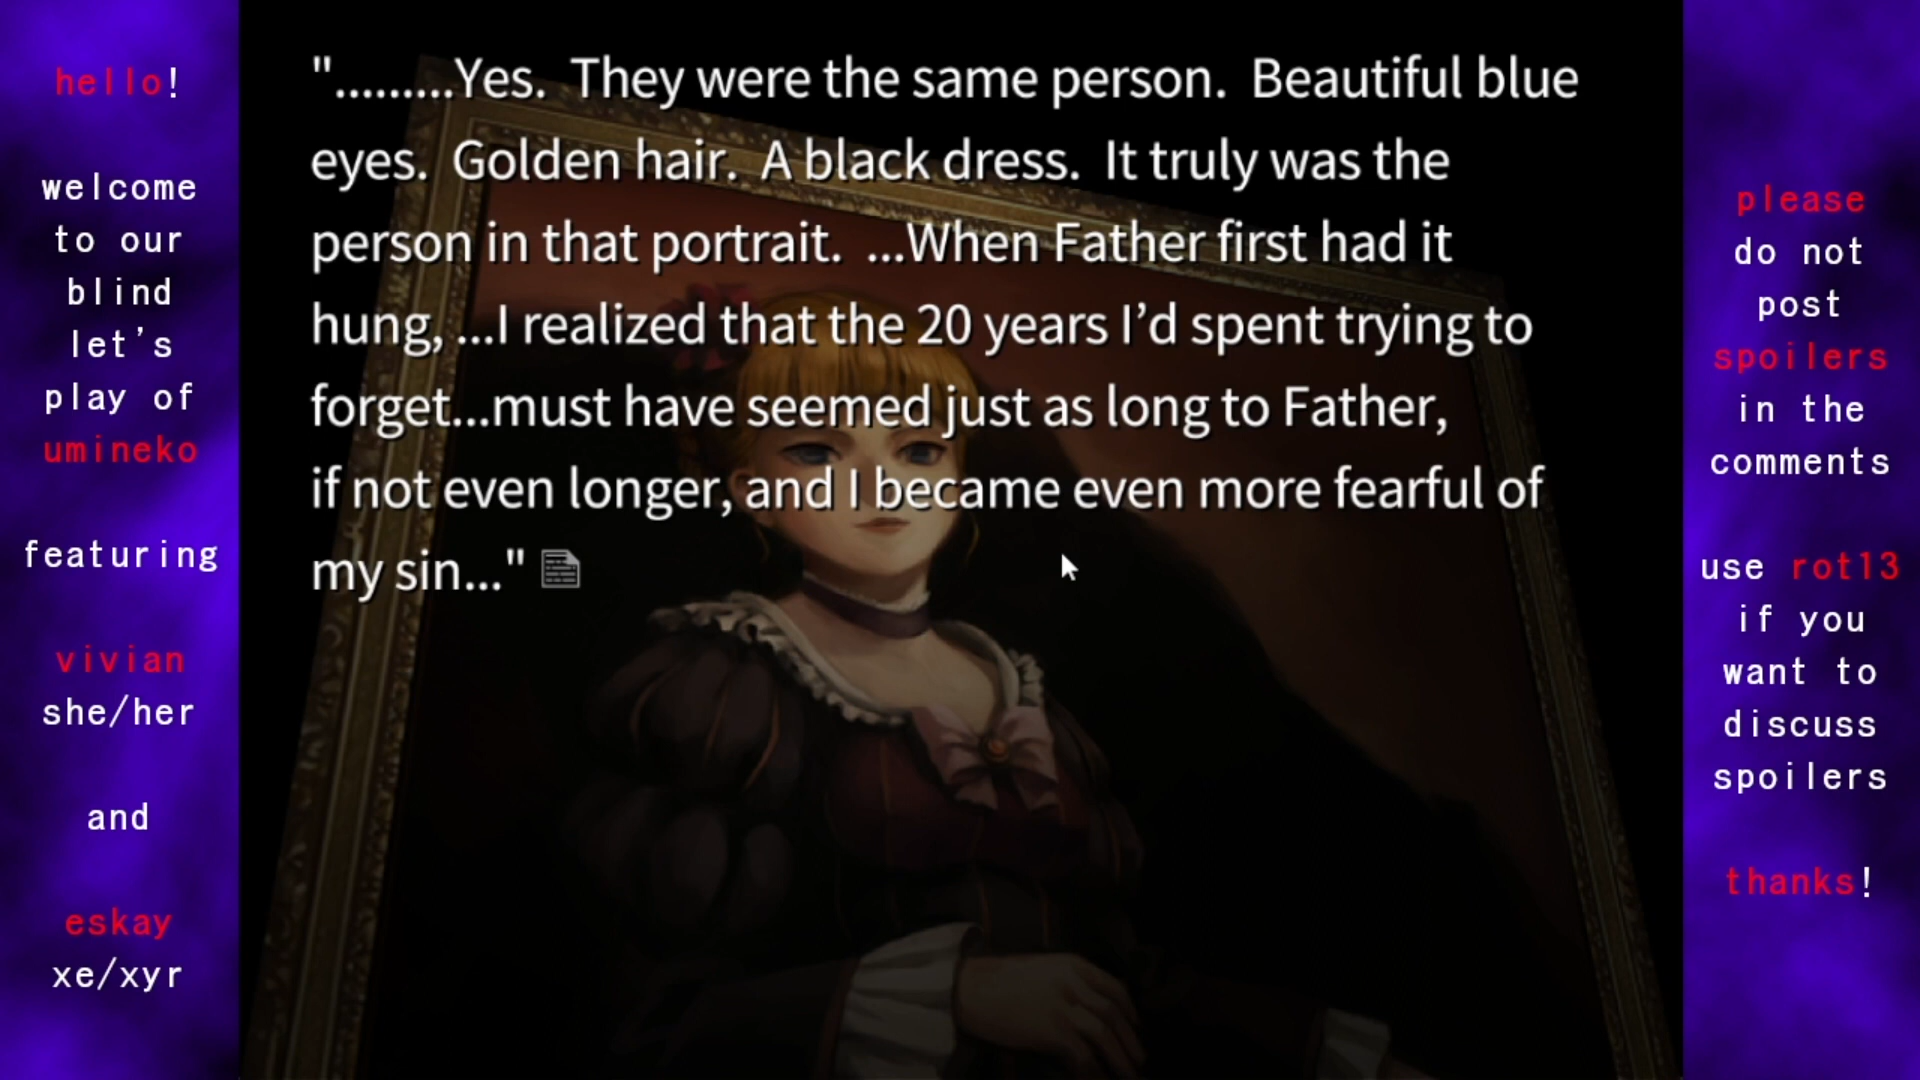 hello!
welcome
to our
blind
let's
play of
umineko
featuring
vivian
she/her
and
eskay
xe/xyr
".........Yes.  They were the same person.  Beautiful blue
eyes.  Golden hair.  A black dress.  It truly was the
person in that portrait.  ...When Father first had it
hung, ...I realized that the 20 years I’d spent trying to
forget...must have seemed just as long to Father,
if not even longer, and I became even more fearful of
my sin..."
please
do not
post
spoilers
in the
comments
use rot13
if you
want to
discuss
spoilers
thanks!